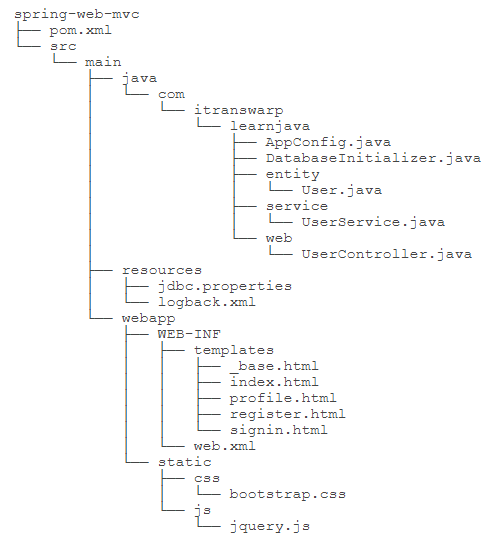 spring-web-mvc
├── pom.xml
└── src
    └── main
        ├── java
        │   └── com
        │       └── itranswarp
        │           └── learnjava
        │               ├── AppConfig.java
        │               ├── DatabaseInitializer.java
        │               ├── entity
        │               │   └── User.java
        │               ├── service
        │               │   └── UserService.java
        │               └── web
        │                   └── UserController.java
        ├── resources
        │   ├── jdbc.properties
        │   └── logback.xml
        └── webapp
            ├── WEB-INF
            │   ├── templates
            │   │   ├── _base.html
            │   │   ├── index.html
            │   │   ├── profile.html
            │   │   ├── register.html
            │   │   └── signin.html
            │   └── web.xml
            └── static
                ├── css
                │   └── bootstrap.css
                └── js
                    └── jquery.js